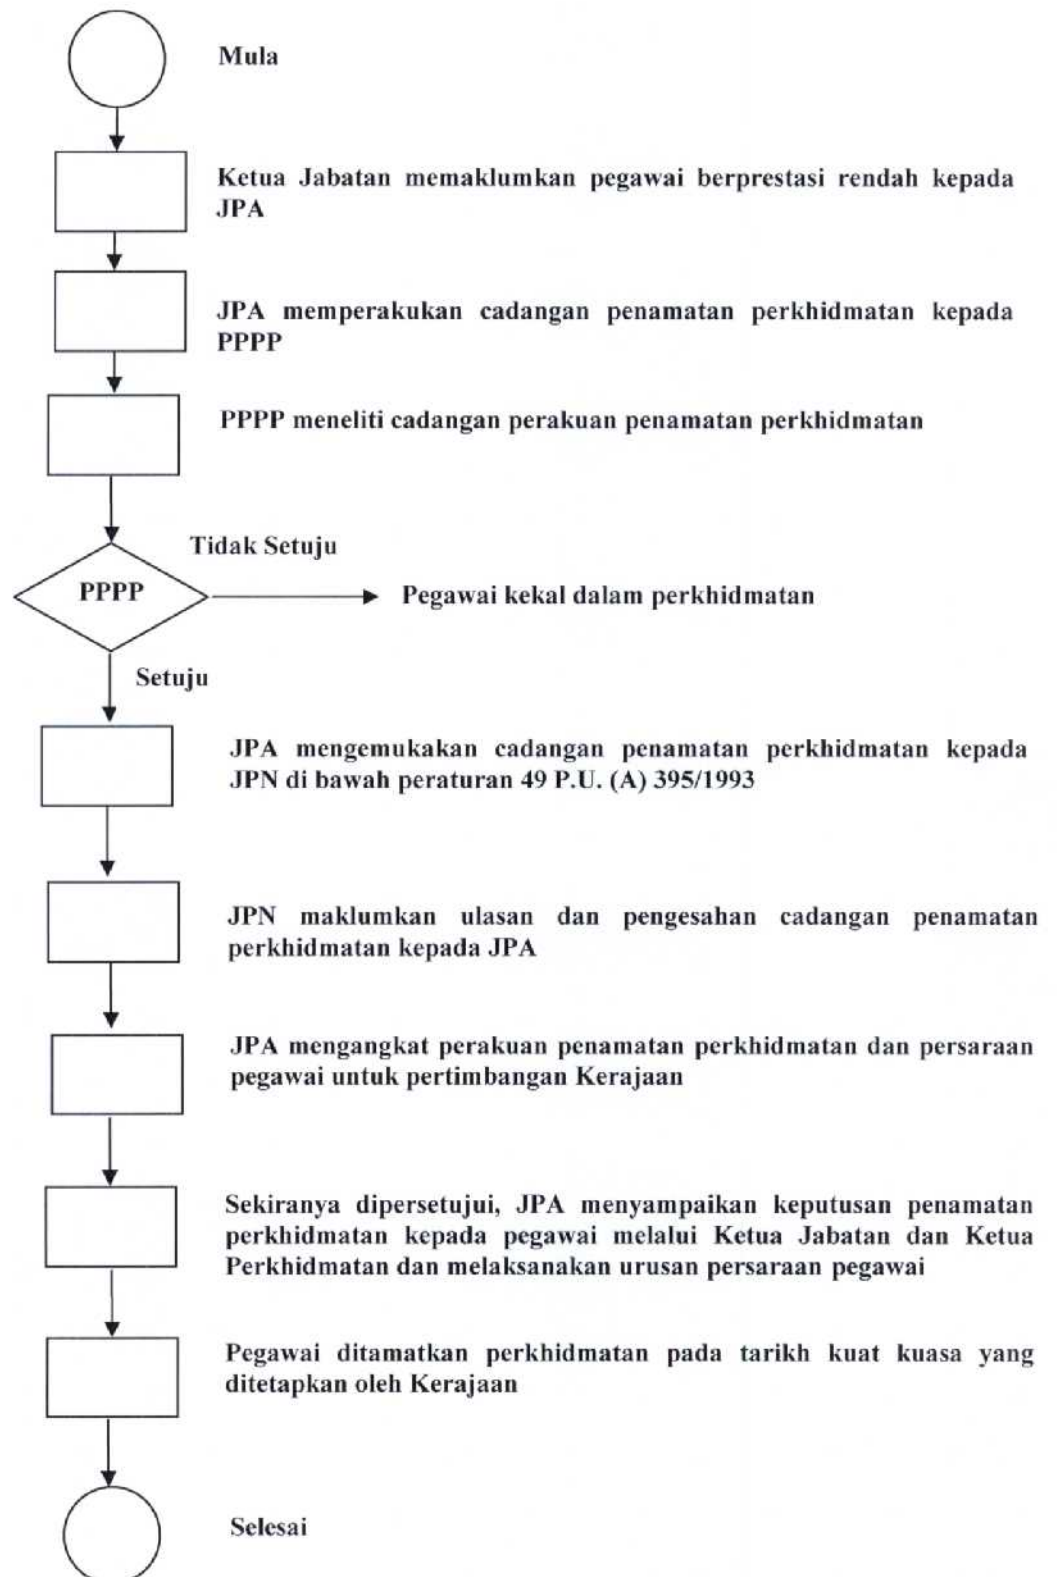 Mula
Ketua Jabatan memaklumkan pegawai berprestasi rendah kepada
JPA
JPA memperakukan cadangan penamatan perkhidmatan kepada
PPPP
PPPP meneliti cadangan perakuan penamatan perkhidmatan
Tidak Setuju
PPPP
Pegawai kekal dalam perkhidmatan
Setuju
JPA mengemukakan cadangan penamatan perkhidmatan kepada
JPN di bawah peraturan 49 P.U. (A) 395/1993
JPN maklumkan ulasan dan pengesahan cadangan penamatan
perkhidmatan kepada JPA
JPA mengangkat perakuan penamatan perkhidmatan dan persaraan
pegawai untuk pertimbangan Kerajaan
Sekiranya dipersetujui, JPA menyampaikan keputusan penamatan
perkhidmatan kepada pegawai melalui Ketua Jabatan dan Ketua
Perkhidmatan dan melaksanakan urusan persaraan pegawai
Pegawai ditamatkan perkhidmatan pada tarikh kuat kuasa yang
ditetapkan oleh Kerajaan
Selesai